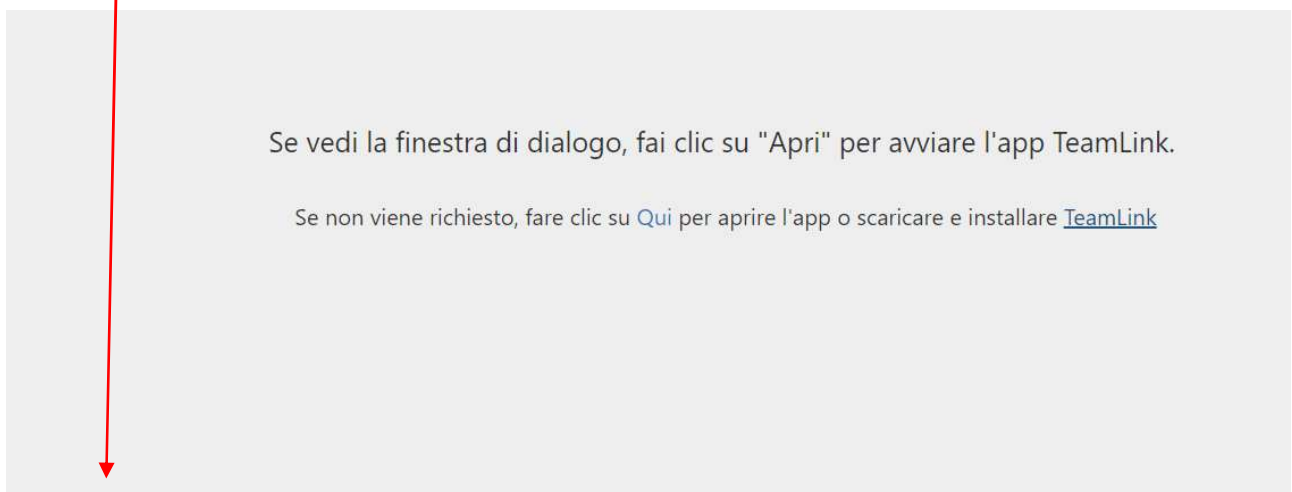 Se vedi la finestra di dialogo, fai clic su "Apri" per avviare l'app TeamLink.
Se non viene richiesto, fare clic su Qui per aprire l'app o scaricare e installare TeamLink